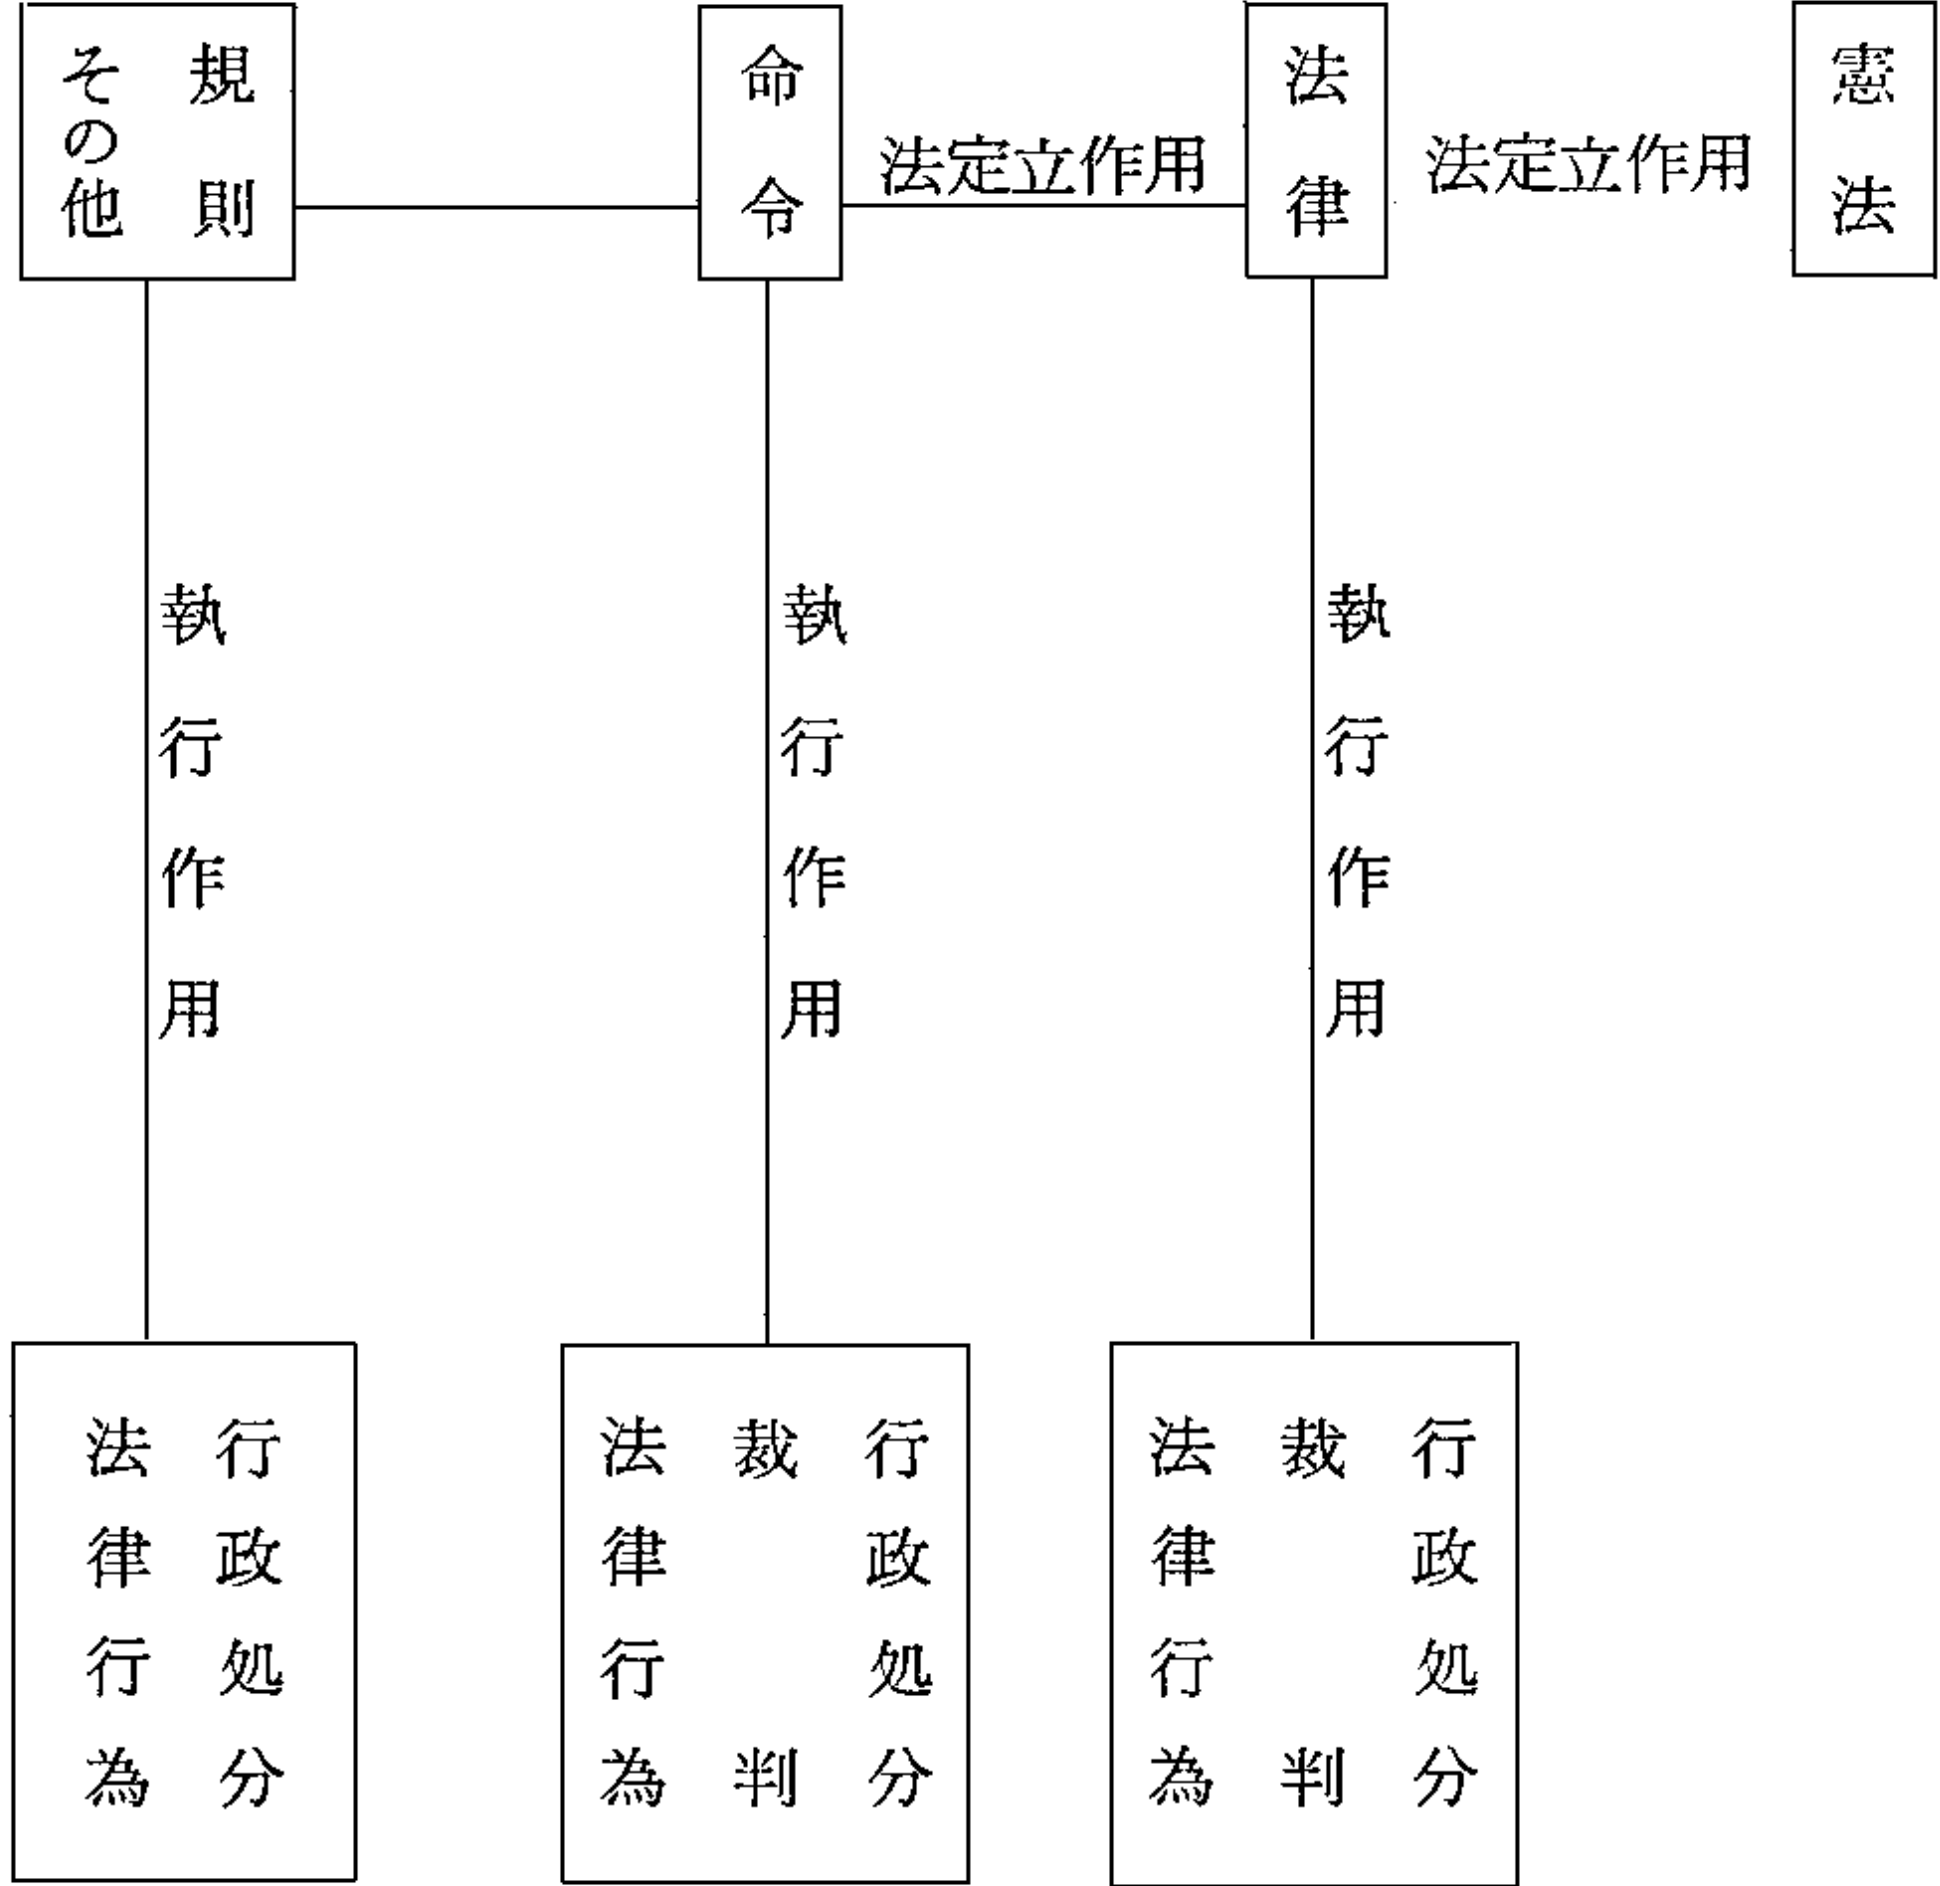 憲法
法定立作用
法律
法定立作用
命令
規則
その他
執行作用
執行作用
執行作用
行政処分
裁判
法律行為
行政処分
裁判
法律行為
行政処分
法律行為